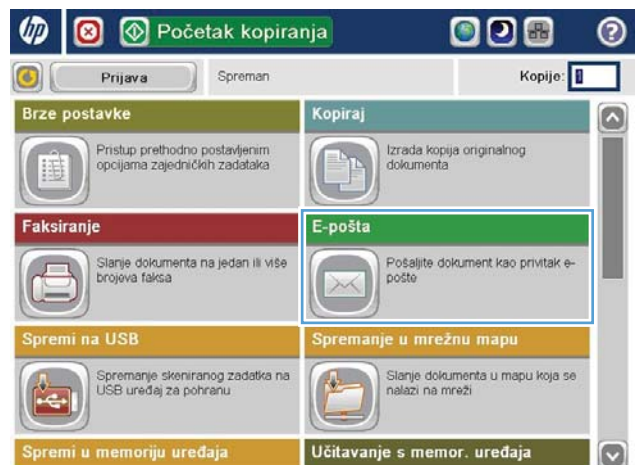 hp
Početak kopiranja
?
Prijava
Spreman
Kopije: 1
Brze postavke
Pristup prethodno postavljenim
opcijama zajedničkih zadataka
Kopiraj
Izrada kopija originalnog
dokumenta
Faksiranje
Slanje dokumenta na jedan ili više
brojeva faksa
E-pošta
Pošaljite dokument kao privitak e-
pošte
Spremi na USB
Spremanje skeniranog zadatka na
USB uređaj za pohranu
Spremanje u mrežnu mapu
Slanje dokumenta u mapu koja se
nalazi na mreži
Spremi u memoriju uređaja
Učitavanje s memor. uređaja